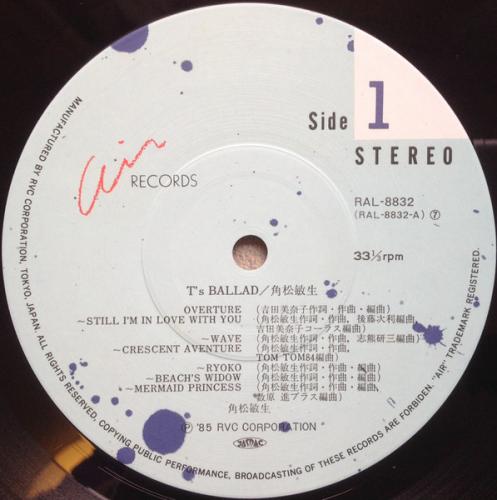 Side 1
STEREO
Air RECORDS
RAL-8832
(RAL-8832-A) ⑦
33⅓rpm
T's BALLAD／角松敏生
OVERTURE (吉田美奈子作詞・作曲・編曲)
~STILL I'M IN LOVE WITH YOU (角松敏生作詞・作曲, 後藤次利編曲,
吉田美奈子コーラス編曲)
~WAVE (角松敏生作詞・作曲, 志熊研三編曲)
~CRESCENT AVENTURE (角松敏生作詞・作曲,
TOM TOM84編曲)
~RYOKO (角松敏生作詞・作曲・編曲)
~BEACH'S WIDOW (角松敏生作詞・作曲・編曲)
~MERMAID PRINCESS (角松敏生作詞・作曲・編曲,
数原 進ブラス編曲)
角松敏生
Ⓟ '85 RVC CORPORATION
MANUFACTURED BY RVC CORPORATION, TOKYO, JAPAN. ALL RIGHTS RESERVED, COPYING PUBLIC PERFORMANCE, BROADCASTING OF THESE RECORDS ARE FORBIDEN. "AIR" TRADEMARK REGISTERED.